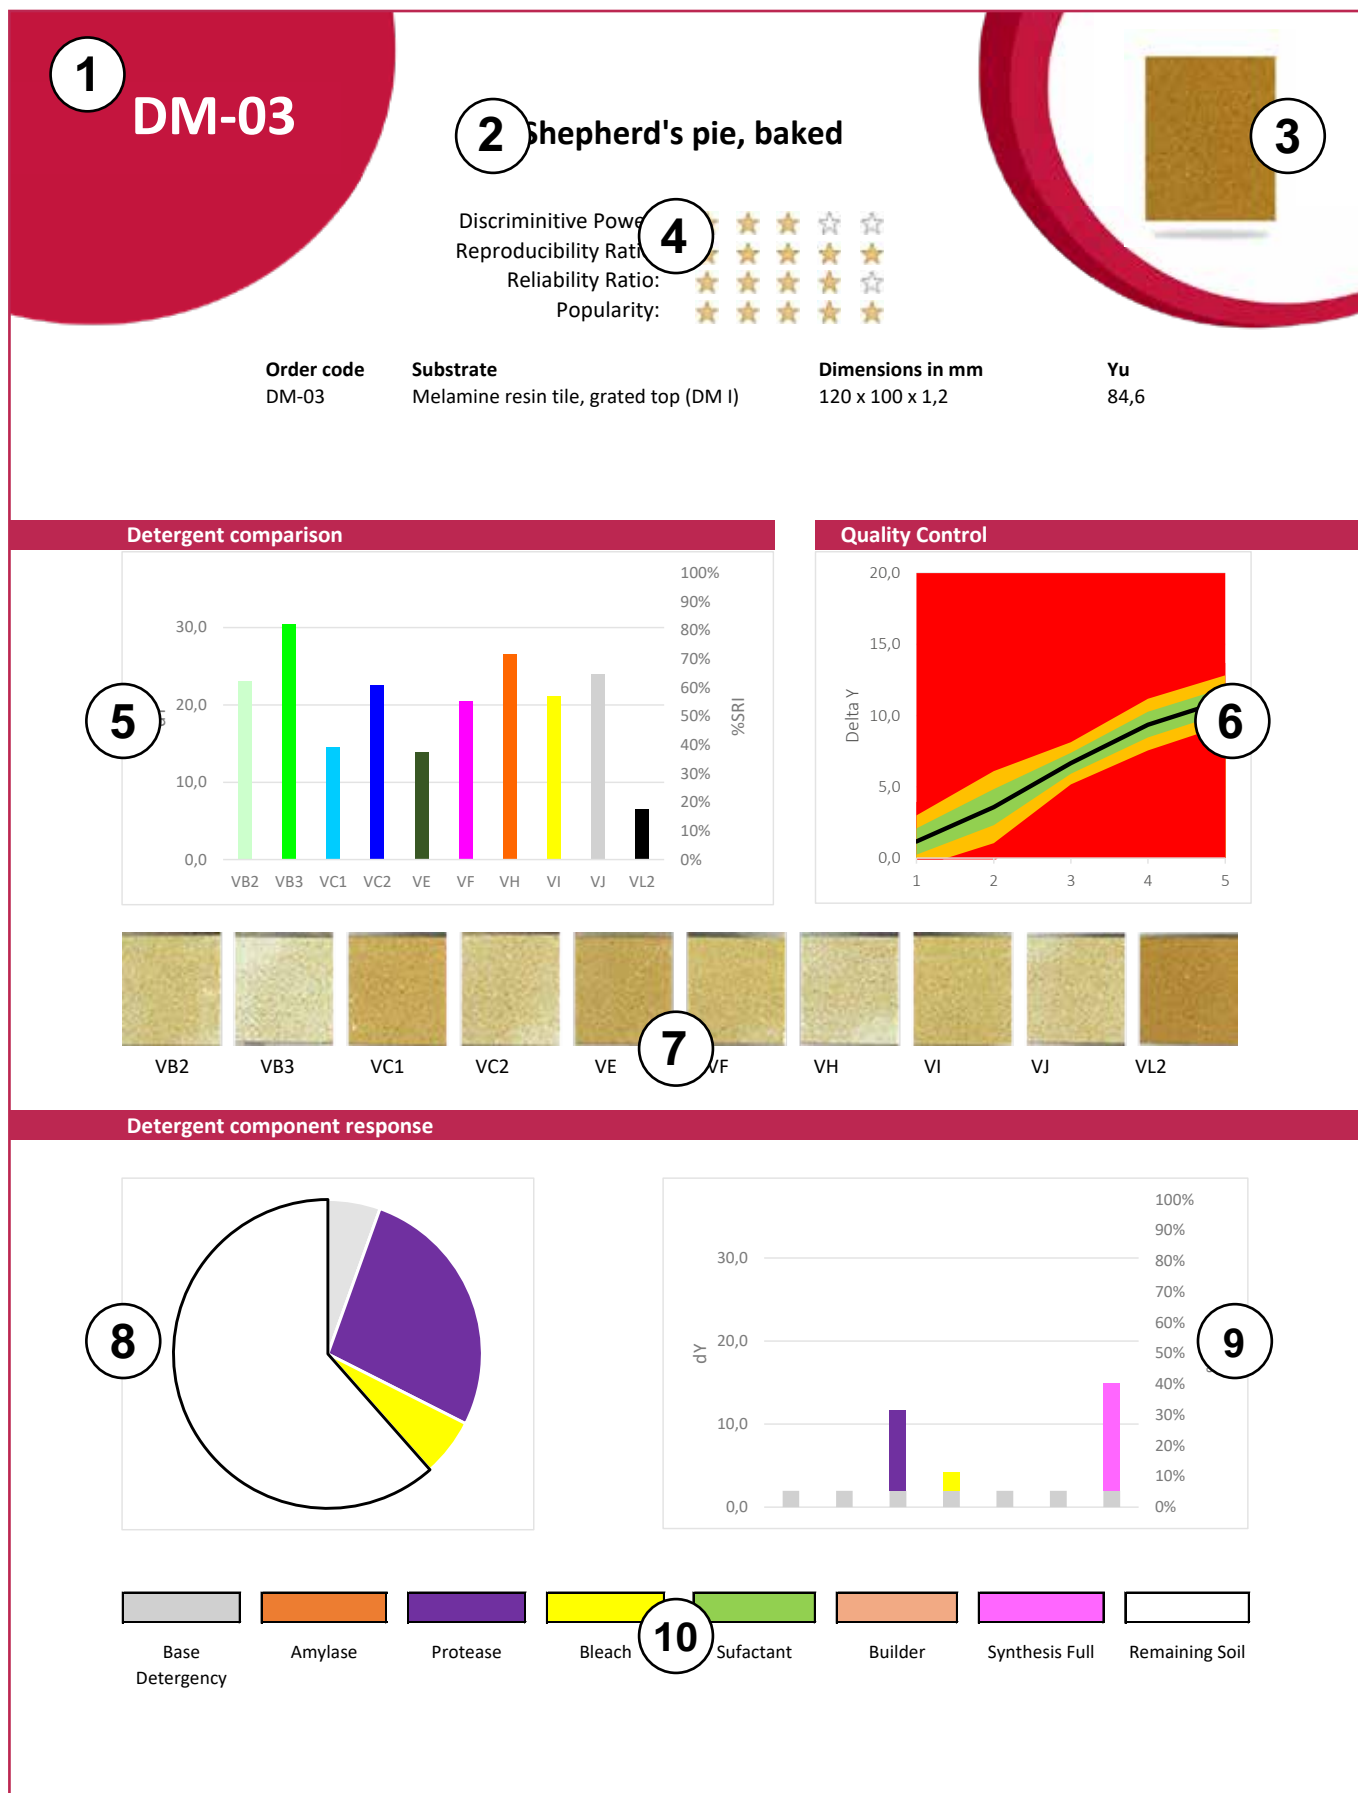 1
DM-03
2
Shepherd's pie, baked
3
Discriminitive Powe
4
Reproducibility Rati
Reliability Ratio:
Popularity:
Order code Substrate Dimensions in mm Yu
DM-03 Melamine resin tile, grated top (DM I) 120 x 100 x 1,2 84,6
Detergent comparison
Quality Control
30,0
20,0
10,0
0,0
5
100%
90%
80%
70%
60%
50%
40%
30%
20%
10%
0%
%SRI
VB2 VB3 VC1 VC2 VE VF VH VI VJ VL2
20,0
15,0
10,0
5,0
0,0
Delta Y
6
1 2 3 4 5
7
VB2 VB3 VC1 VC2 VE VF VH VI VJ VL2
Detergent component response
8
30,0
20,0
10,0
0,0
dY
100%
90%
80%
70%
60%
50%
40%
30%
20%
10%
0%
9
10
Base Amylase Protease Bleach Sufactant Builder Synthesis Full Remaining Soil
Detergency